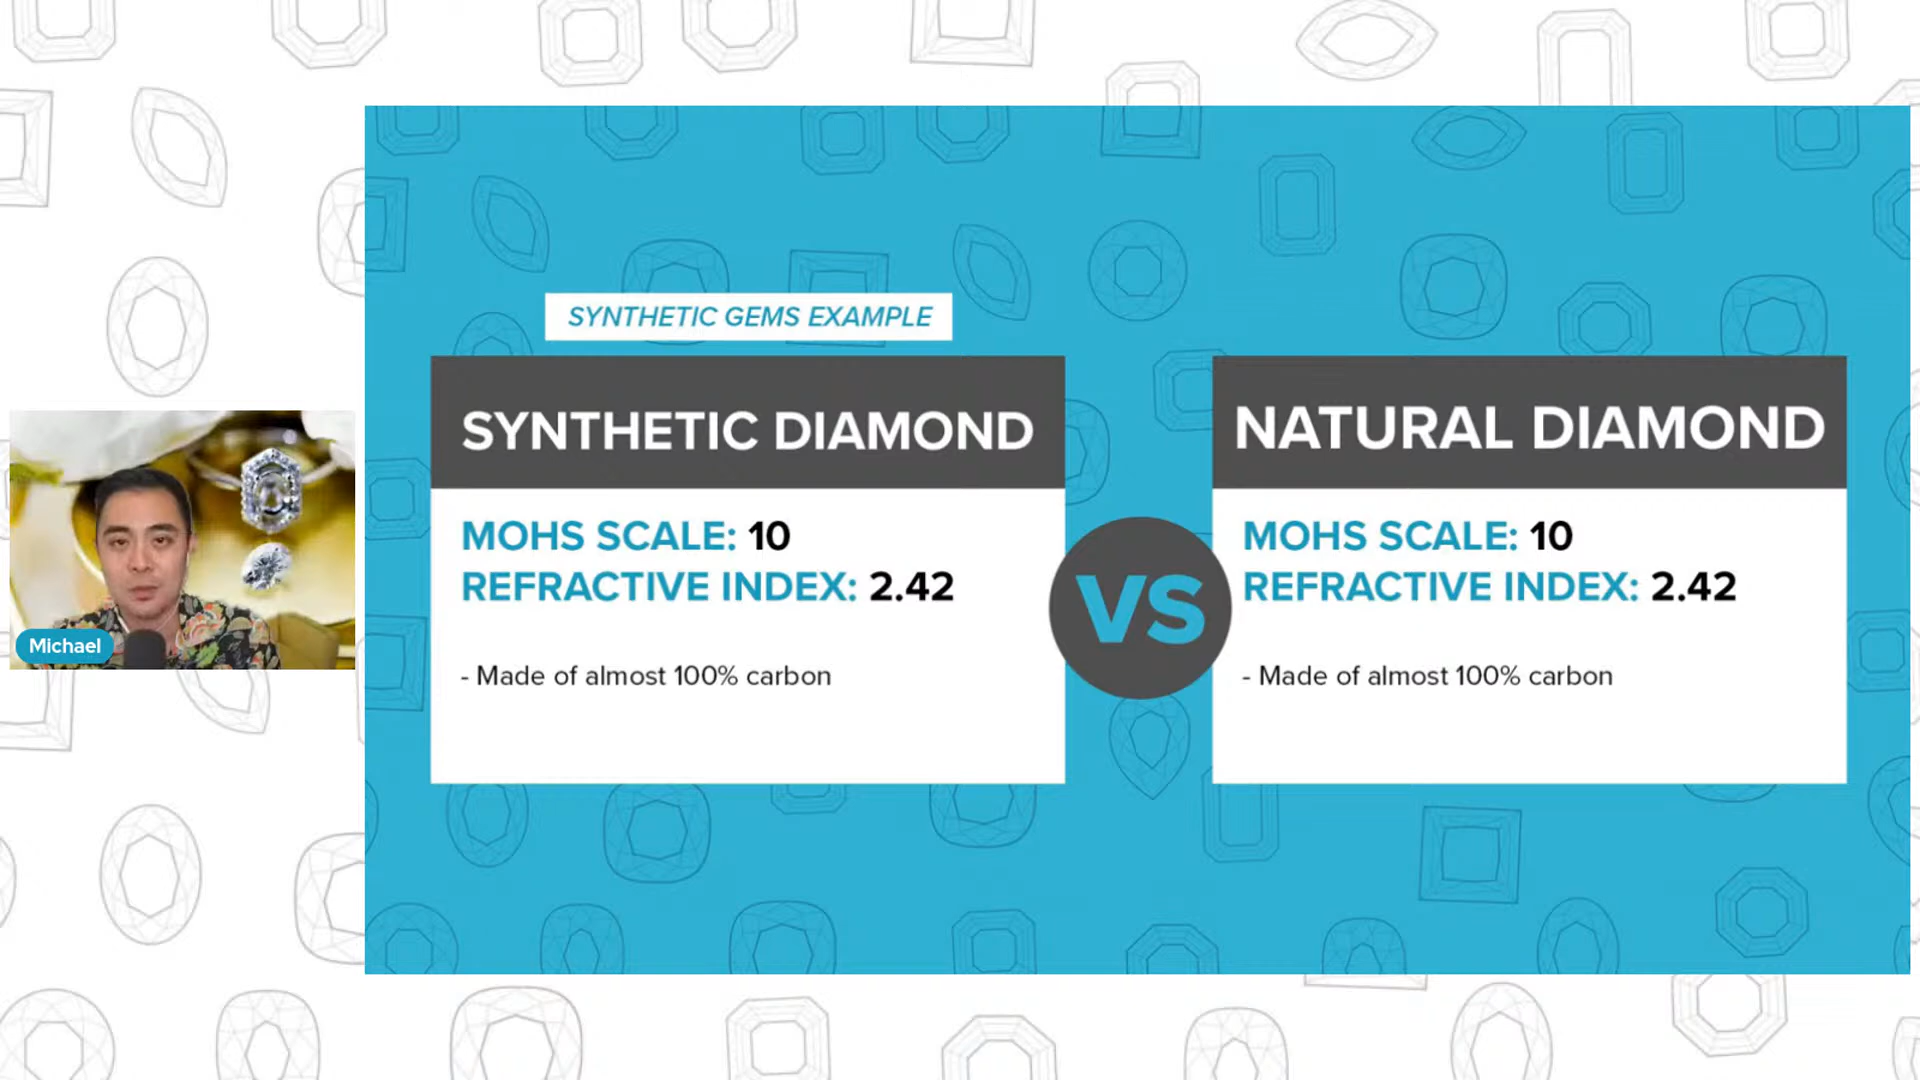 SYNTHETIC GEMS EXAMPLE
SYNTHETIC DIAMOND
MOHS SCALE: 10
REFRACTIVE INDEX: 2.42
- Made of almost 100% carbon
VS
NATURAL DIAMOND
MOHS SCALE: 10
REFRACTIVE INDEX: 2.42
- Made of almost 100% carbon
Michael